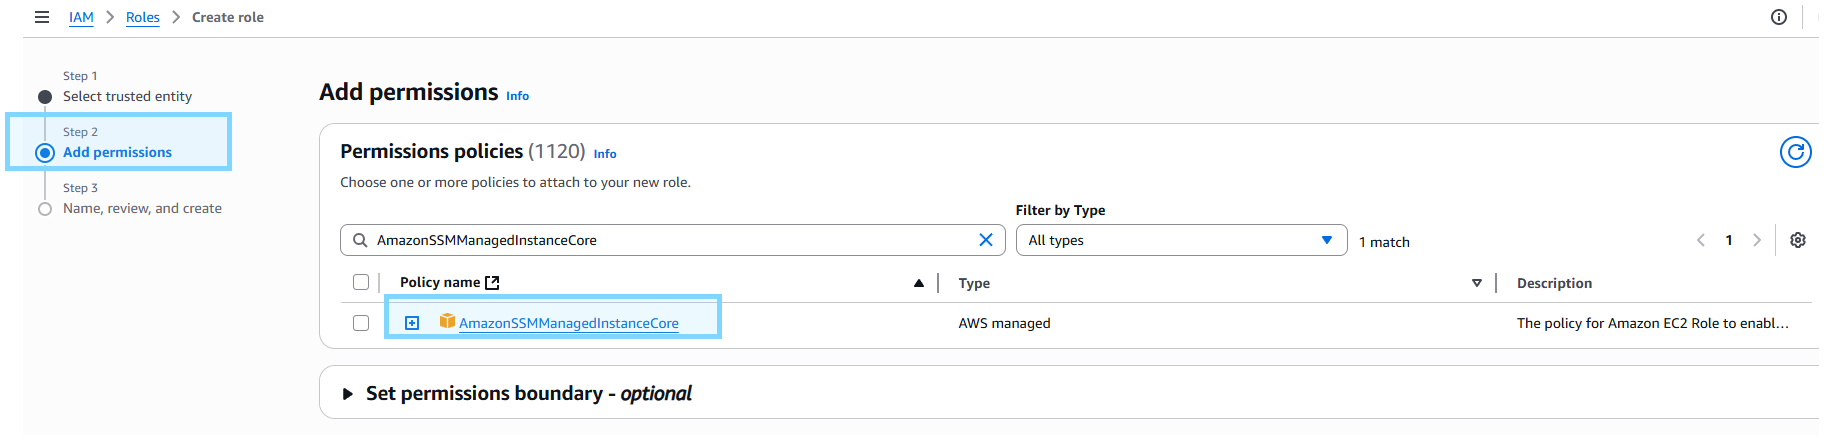 IAM > Roles > Create role
Step 1
Select trusted entity
Step 2
Add permissions
Step 3
Name, review, and create
Add permissions Info
Permissions policies (1120) Info
Choose one or more policies to attach to your new role.
Filter by Type
AmazonSSMManagedInstanceCore All types 1 match 1
Policy name Type Description
AmazonSSMManagedInstanceCore AWS managed The policy for Amazon EC2 Role to enabl...
Set permissions boundary - optional